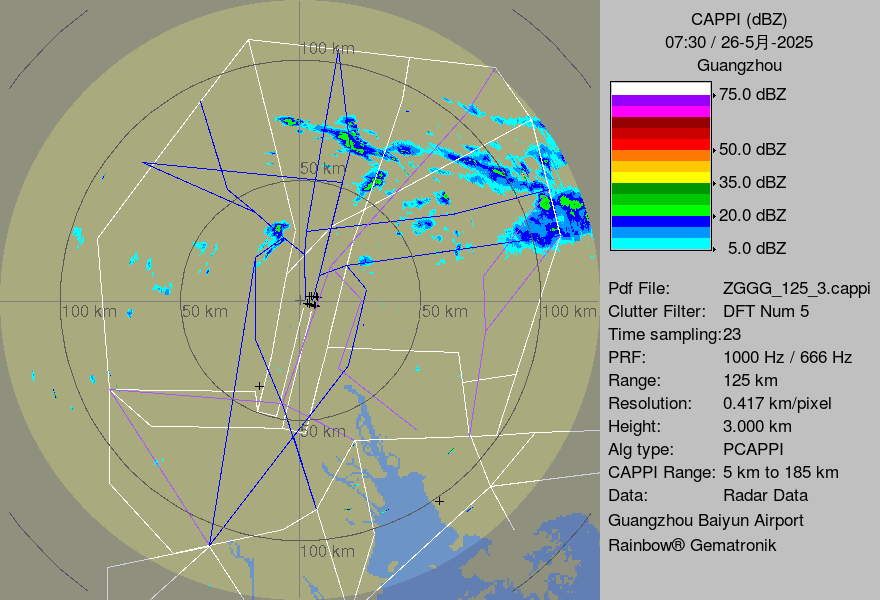 CAPPI (dBZ)
07:30 / 26-5月-2025
Guangzhou
75.0 dBZ
50.0 dBZ
35.0 dBZ
20.0 dBZ
5.0 dBZ
Pdf File: ZGGG_125_3.cappi
Clutter Filter: DFT Num 5
Time sampling:23
PRF: 1000 Hz / 666 Hz
Range: 125 km
Resolution: 0.417 km/pixel
Height: 3.000 km
Alg type: PCAPPI
CAPPI Range: 5 km to 185 km
Data: Radar Data
Guangzhou Baiyun Airport
Rainbow® Gematronik
100 km
50 km
100 km
50 km
50 km
100 km
50 km
100 km